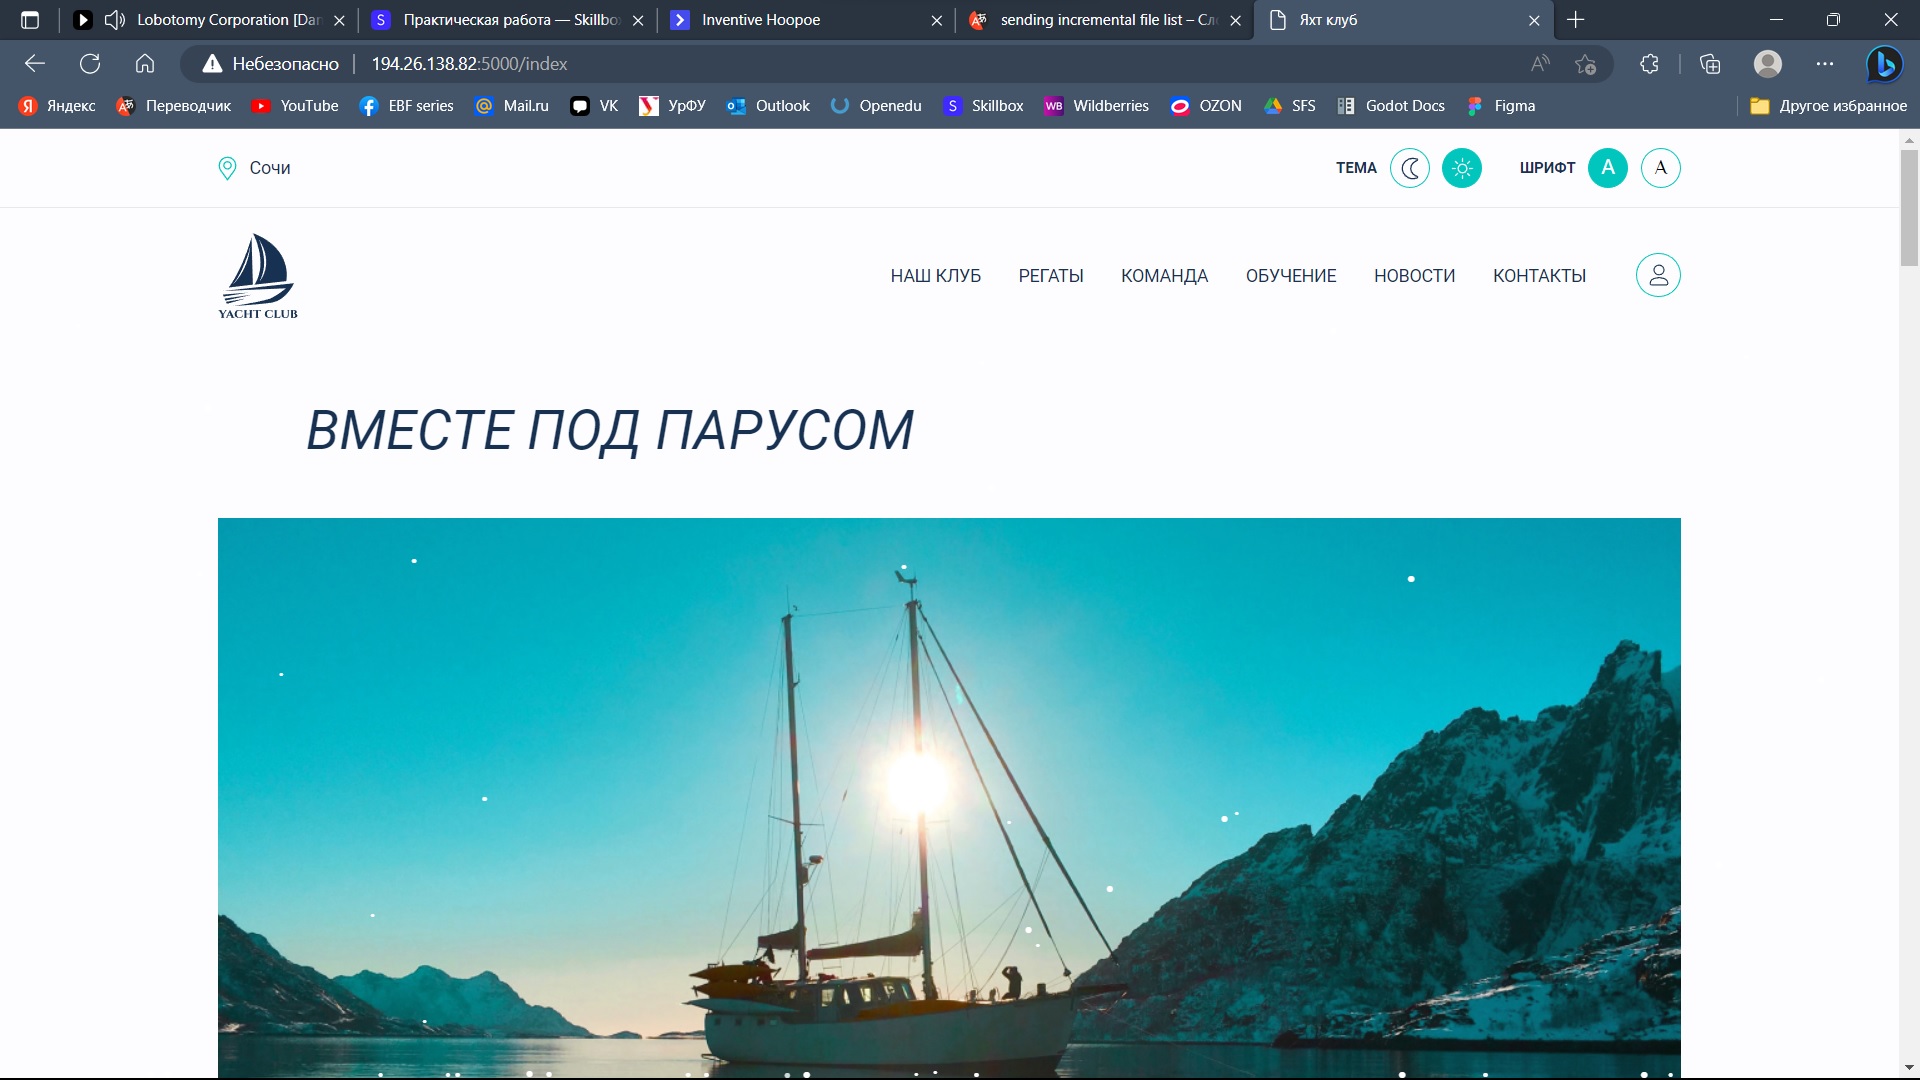 Lobotomy Corporation [Dan
Практическая работа — Skillbo
Inventive Hoopoe
sending incremental file list – Сл
Яхт клуб
Небезопасно
194.26.138.82:5000/index
Яндекс
Переводчик
YouTube
EBF series
Mail.ru
VK
УрФУ
Outlook
Openedu
Skillbox
Wildberries
OZON
SFS
Godot Docs
Figma
Другое избранное
Сочи
ТЕМА
ШРИФТ
A
A
YACHT CLUB
НАШ КЛУБ
РЕГАТЫ
КОМАНДА
ОБУЧЕНИЕ
НОВОСТИ
КОНТАКТЫ
ВМЕСТЕ ПОД ПАРУСОМ